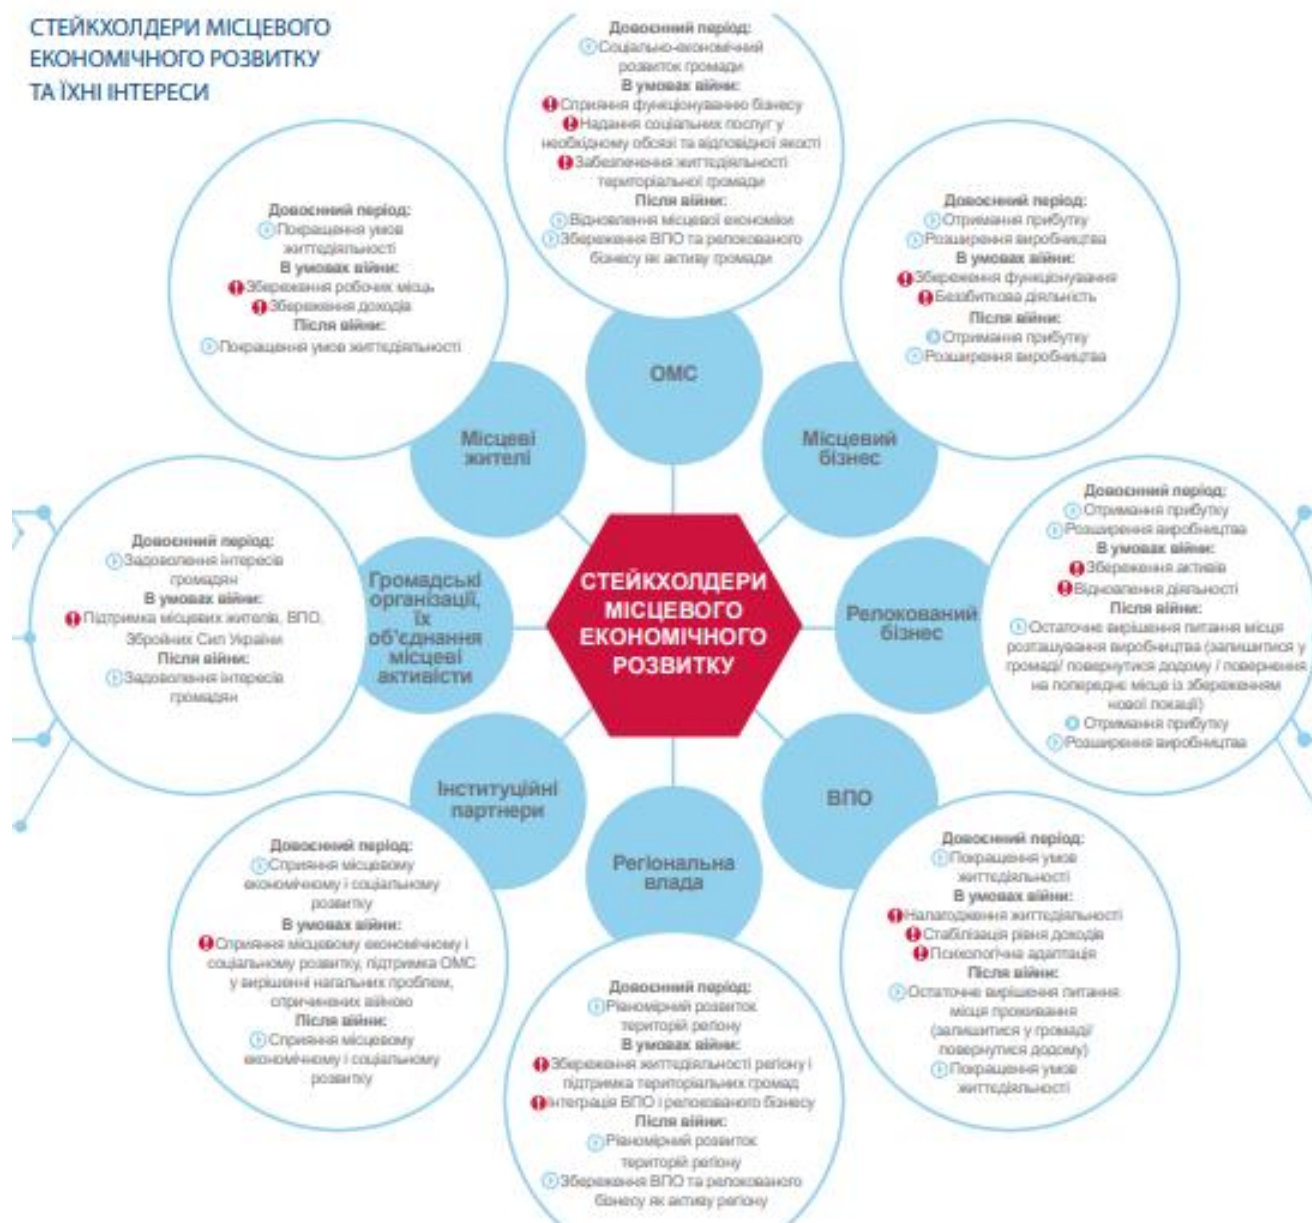 СТЕЙКХОЛДЕРИ МІСЦЕВОГО
ЕКОНОМІЧНОГО РОЗВИТКУ
ТА ЇХНІ ІНТЕРЕСИ
Довоєнний період:
Соціально-економічний
розвиток громади
В умовах війни:
Сприяння функціонуванню бізнесу
Надання соціальних послуг у
необхідному обсязі та відповідної якості
Забезпечення життєдіяльності
територіальної громади
Після війни:
Відновлення місцевої економіки
Збереження ВПО та релокованого
бізнесу як активу громади
ОМС
Довоєнний період:
Отримання прибутку
Розширення виробництва
В умовах війни:
Збереження функціонування
Беззбиткова діяльність
Після війни:
Отримання прибутку
Розширення виробництва
Місцевий
бізнес
Довоєнний період:
Отримання прибутку
Розширення виробництва
В умовах війни:
Збереження активів
Відновлення діяльності
Після війни:
Остаточне вирішення питання місця
розташування виробництва (залишитися у
громаді/ повернутися додому / повернення
на попереднє місце із збереженням
нової локації)
Отримання прибутку
Розширення виробництва
Релокований
бізнес
Довоєнний період:
Покращення умов
життєдіяльності
В умовах війни:
Налагодження життєдіяльності
Стабілізація рівня доходів
Психологічна адаптація
Після війни:
Остаточне вирішення питання
місця проживання
(залишитися у громаді/
повернутися додому)
Покращення умов
життєдіяльності
ВПО
Довоєнний період:
Рівномірний розвиток
територій регіону
В умовах війни:
Збереження життєдіяльності регіону і
підтримка територіальних громад
Інтеграція ВПО і релокованого бізнесу
Після війни:
Рівномірний розвиток
територій регіону
Збереження ВПО та релокованого
бізнесу як активу регіону
Регіональна
влада
Довоєнний період:
Сприяння місцевому
економічному і соціальному
розвитку
В умовах війни:
Сприяння місцевому економічному і
соціальному розвитку, підтримка ОМС
у вирішенні нагальних проблем,
спричинених війною
Після війни:
Сприяння місцевому
економічному і соціальному
розвитку
Інституційні
партнери
Довоєнний період:
Задоволення інтересів
громадян
В умовах війни:
Підтримка місцевих жителів, ВПО,
Збройних Сил України
Після війни:
Задоволення інтересів
громадян
Громадські
організації,
їх
об'єднання
місцеві
активісти
Довоєнний період:
Покращення умов
життєдіяльності
В умовах війни:
Збереження робочих місць
Збереження доходів
Після війни:
Покращення умов життєдіяльності
Місцеві
жителі
СТЕЙКХОЛДЕРИ
МІСЦЕВОГО
ЕКОНОМІЧНОГО
РОЗВИТКУ